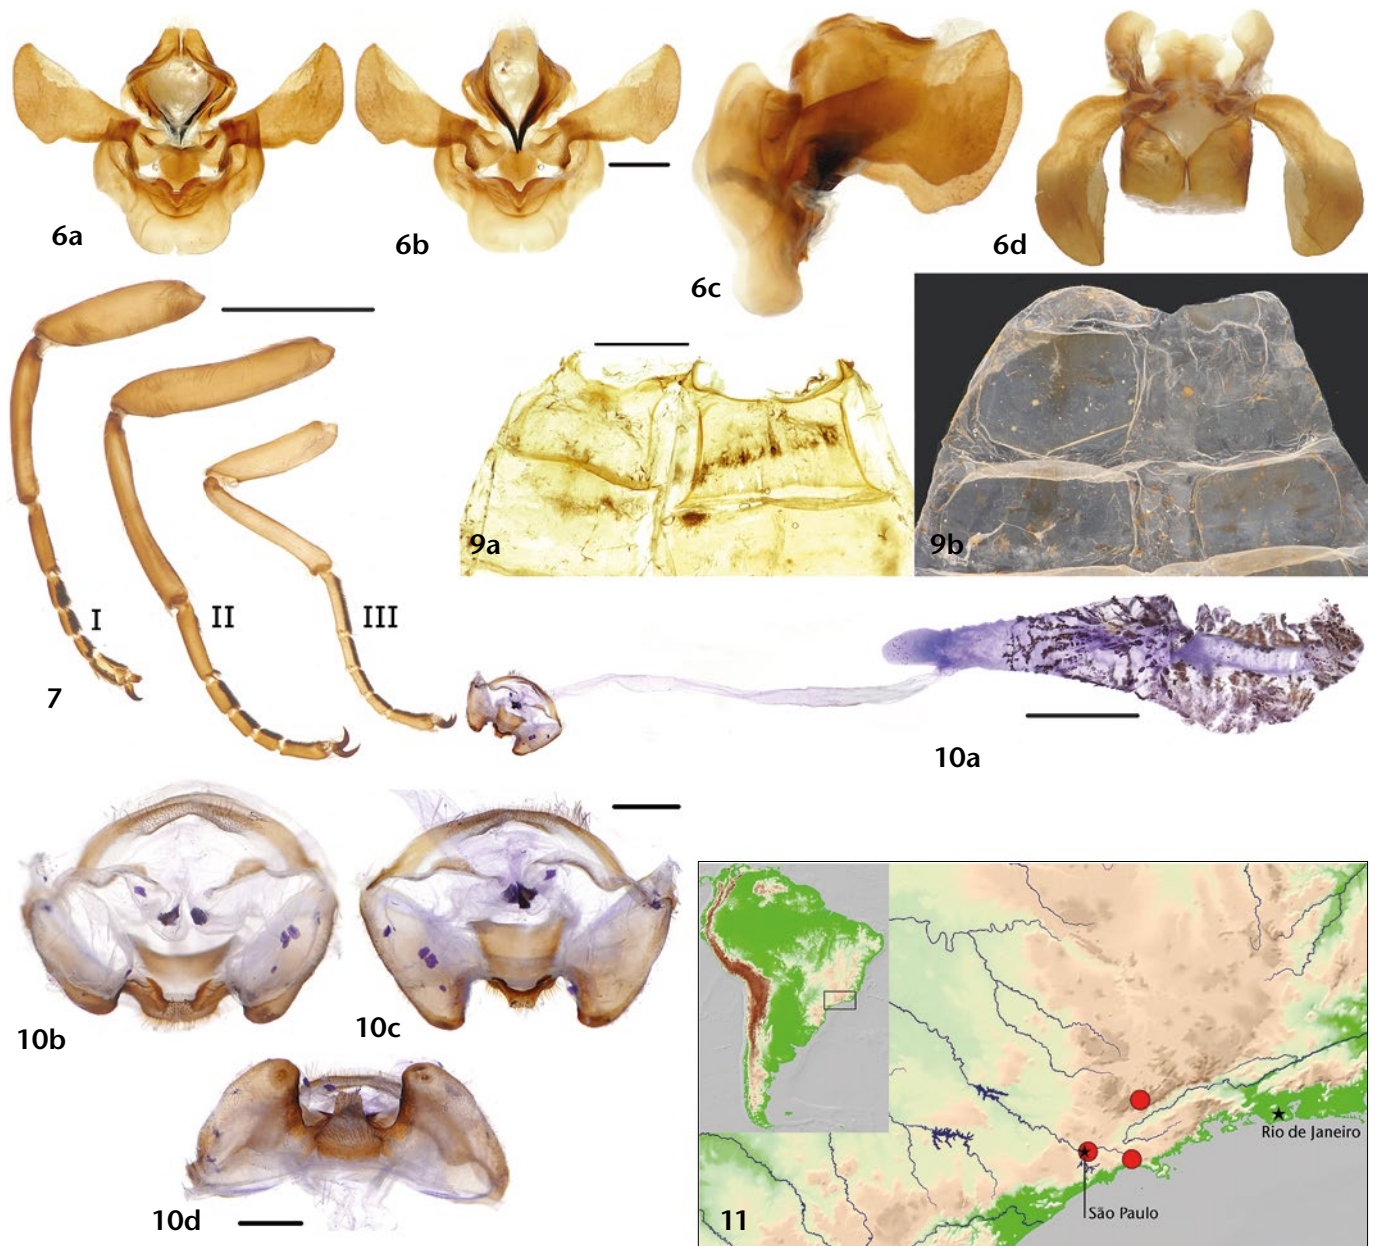 6a
6b
6c
6d
7
I
II
III
9a
9b
10a
10b
10c
10d
11
Rio de Janeiro
São Paulo